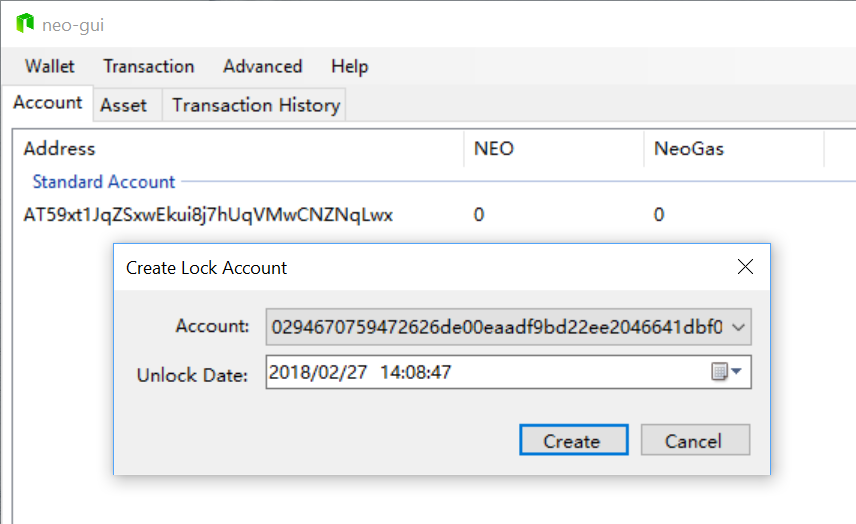 neo-gui
Wallet Transaction Advanced Help
Account Asset Transaction History
Address NEO NeoGas
Standard Account
AT59xt1JqZSxwEkui8j7hUqVMwCNZNqLwx 0 0
Create Lock Account
Account: 0294670759472626de00eaadf9bd22ee2046641dbf0
Unlock Date: 2018/02/27 14:08:47
Create Cancel